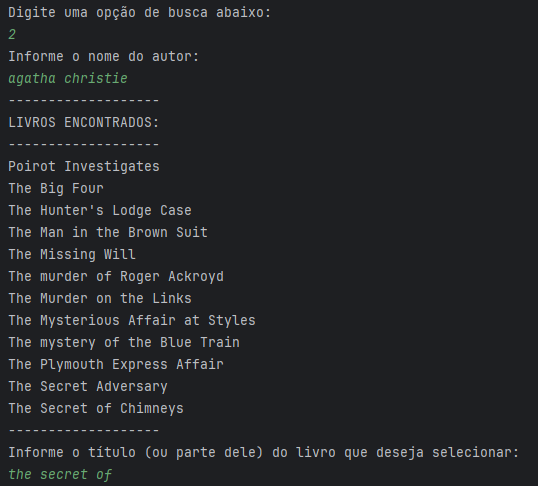 Digite uma opção de busca abaixo:
2
Informe o nome do autor:
agatha christie
-------------------
LIVROS ENCONTRADOS:
-------------------
Poirot Investigates
The Big Four
The Hunter's Lodge Case
The Man in the Brown Suit
The Missing Will
The murder of Roger Ackroyd
The Murder on the Links
The Mysterious Affair at Styles
The mystery of the Blue Train
The Plymouth Express Affair
The Secret Adversary
The Secret of Chimneys
-------------------
Informe o título (ou parte dele) do livro que deseja selecionar:
the secret of